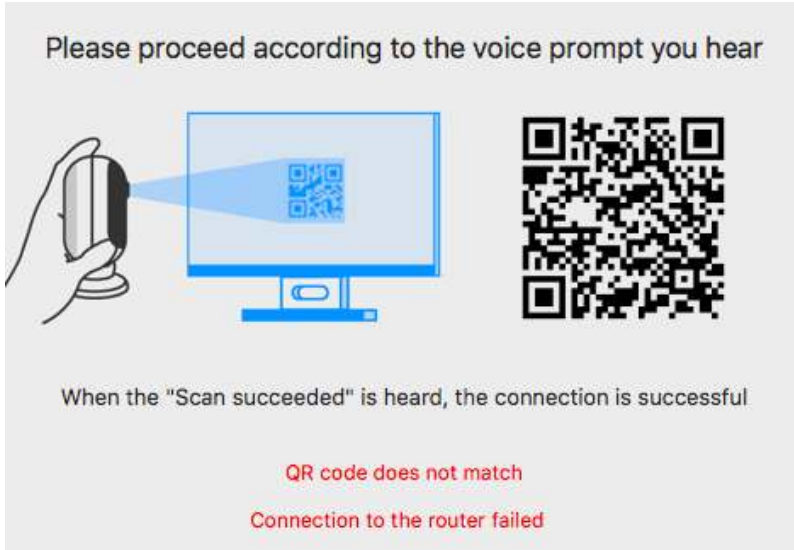 Please proceed according to the voice prompt you hear
When the "Scan succeeded" is heard, the connection is successful
QR code does not match
Connection to the router failed